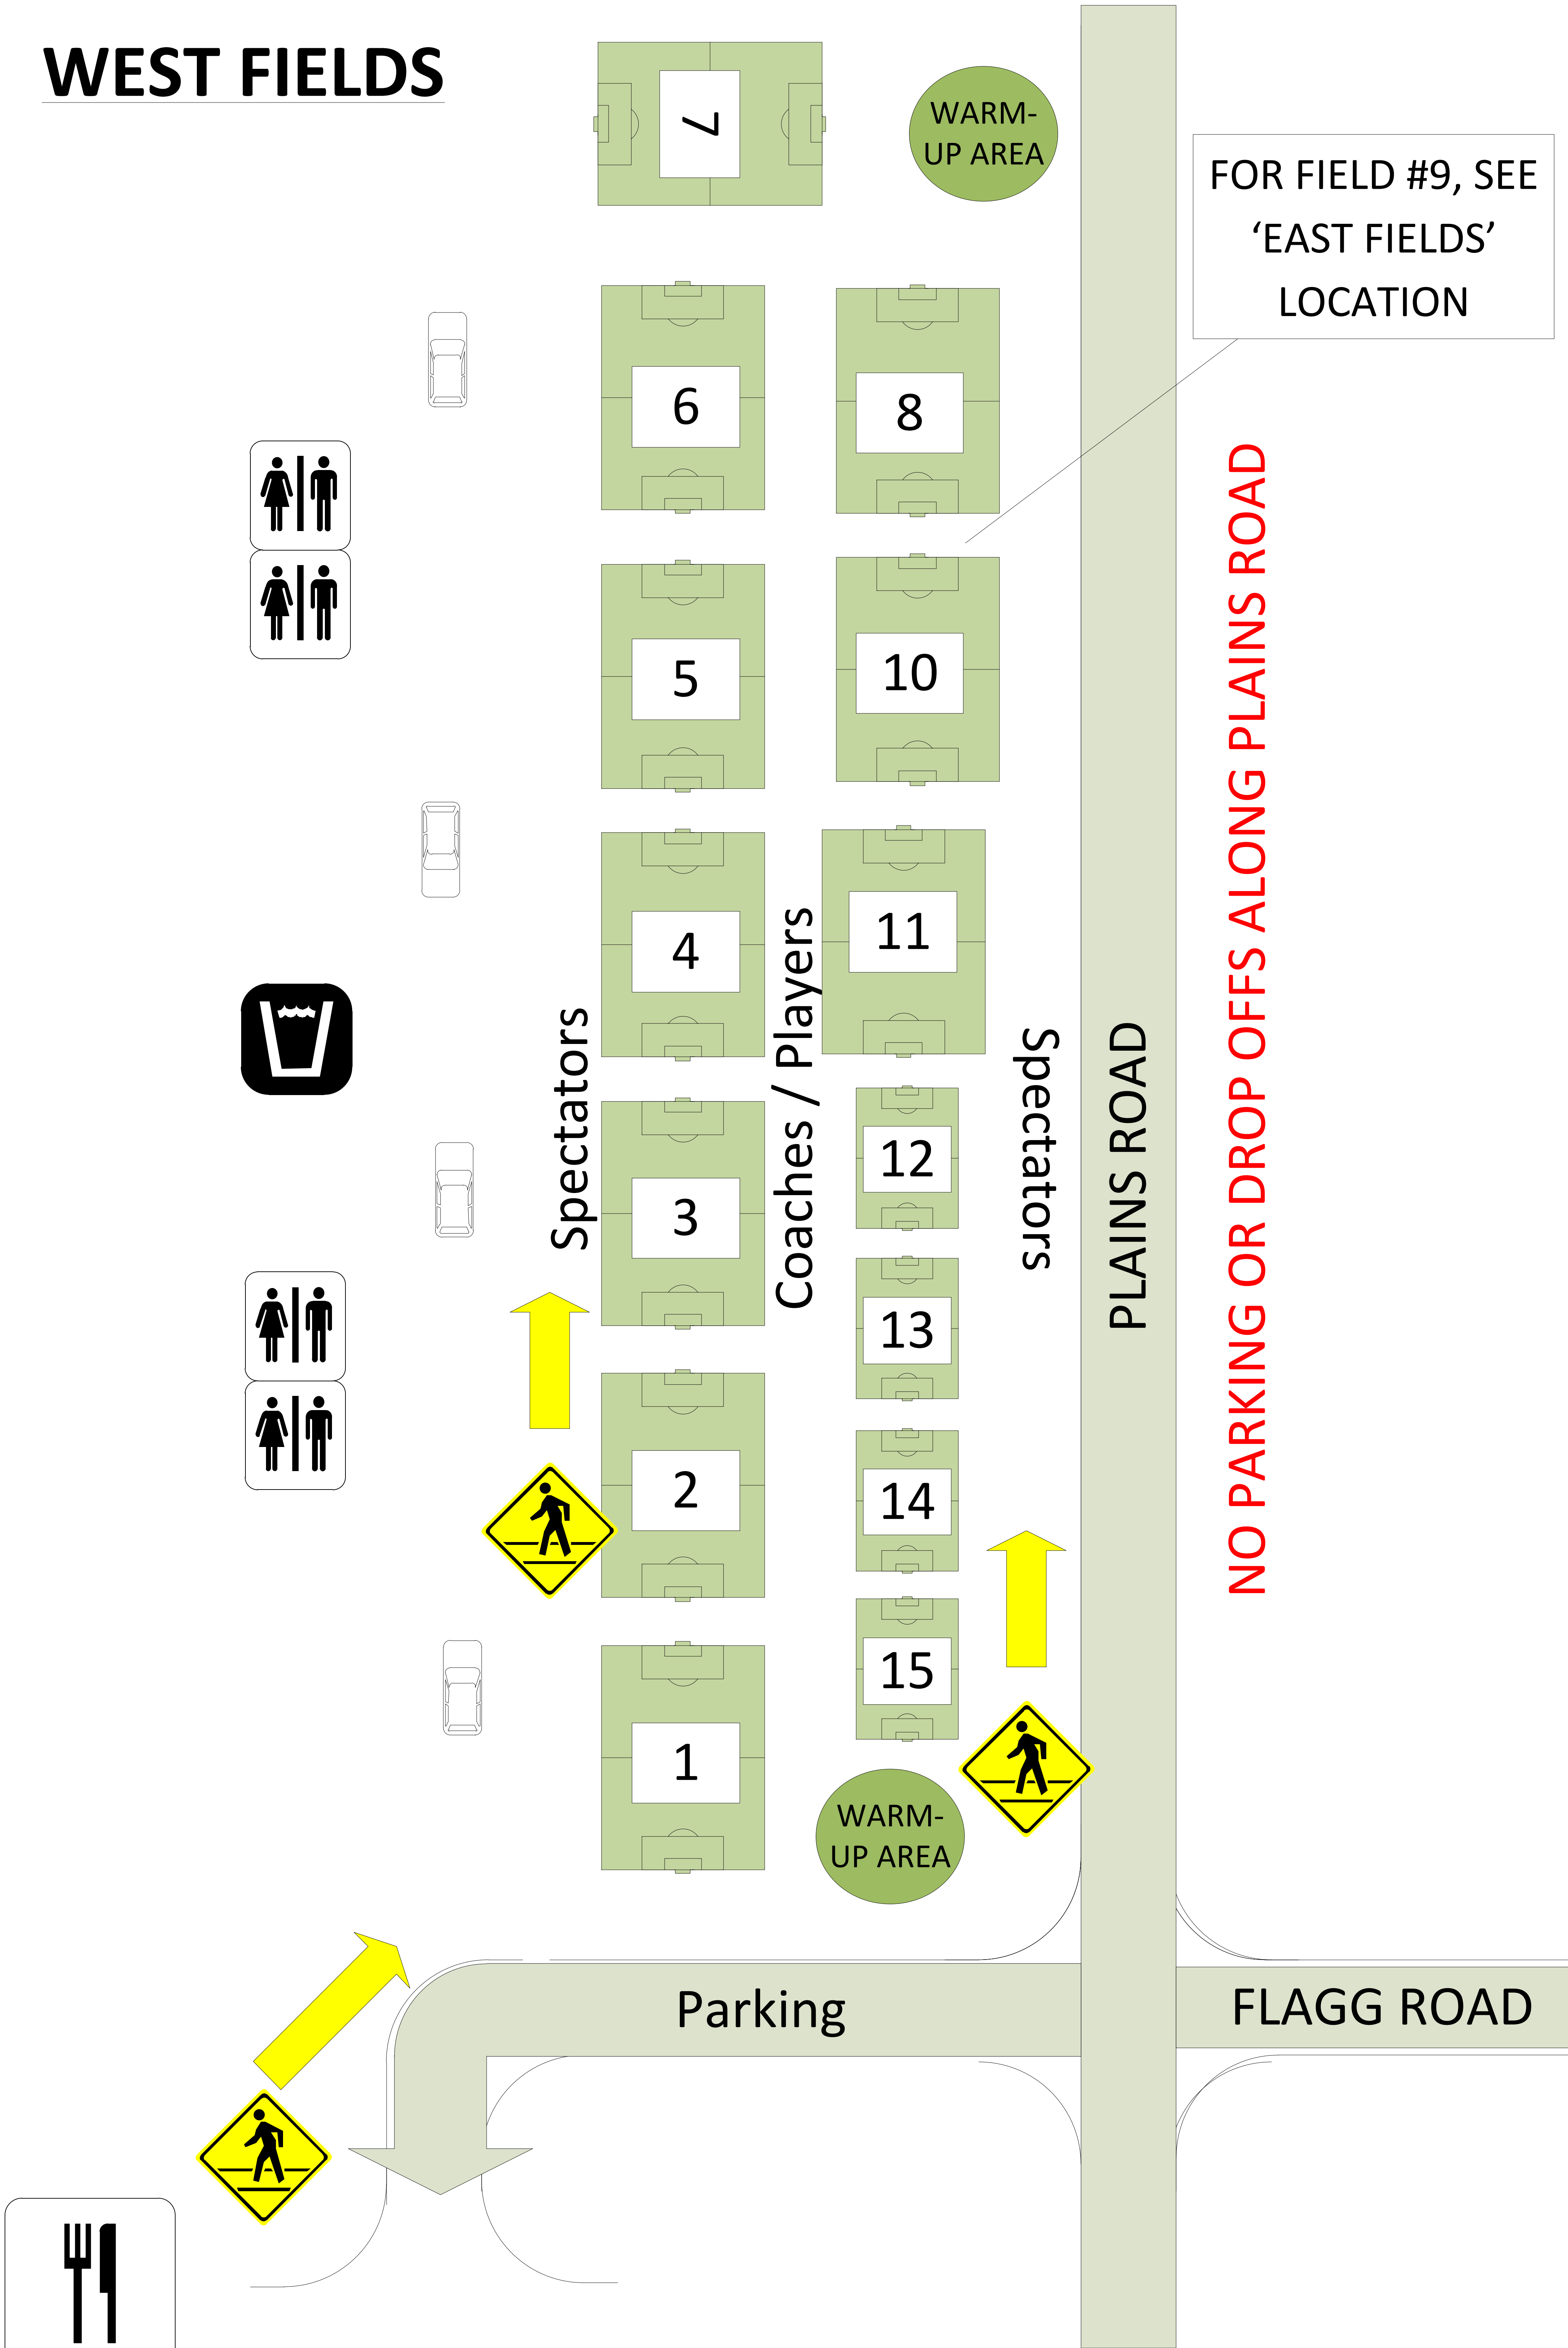 WEST FIELDS
7
WARM-
UP AREA
FOR FIELD #9, SEE
‘EAST FIELDS’
LOCATION
6
8
5
10
4
11
3
12
13
2
14
15
1
Spectators
Coaches / Players
Spectators
PLAINS ROAD
NO PARKING OR DROP OFFS ALONG PLAINS ROAD
WARM-
UP AREA
Parking
FLAGG ROAD